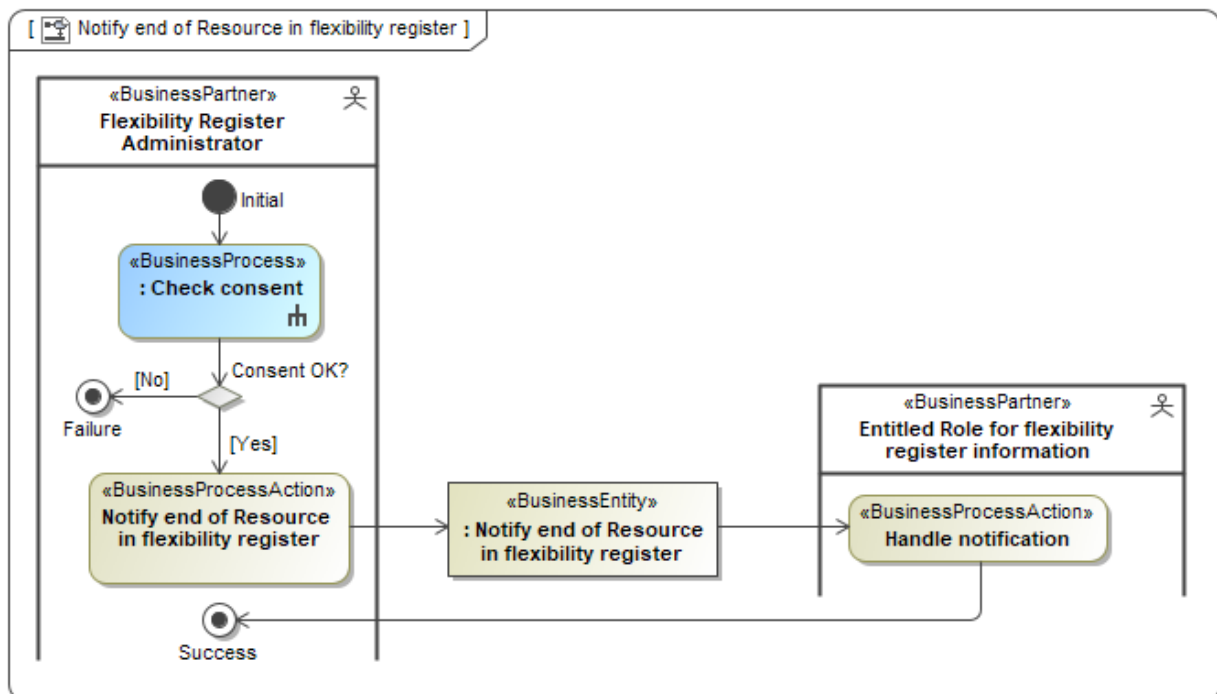 [ Notify end of Resource in flexibility register ]
«BusinessPartner»
Flexibility Register
Administrator
Initial
«BusinessProcess»
: Check consent
Consent OK?
[No]
Failure
[Yes]
«BusinessProcessAction»
Notify end of Resource
in flexibility register
«BusinessEntity»
: Notify end of Resource
in flexibility register
«BusinessPartner»
Entitled Role for flexibility
register information
«BusinessProcessAction»
Handle notification
Success